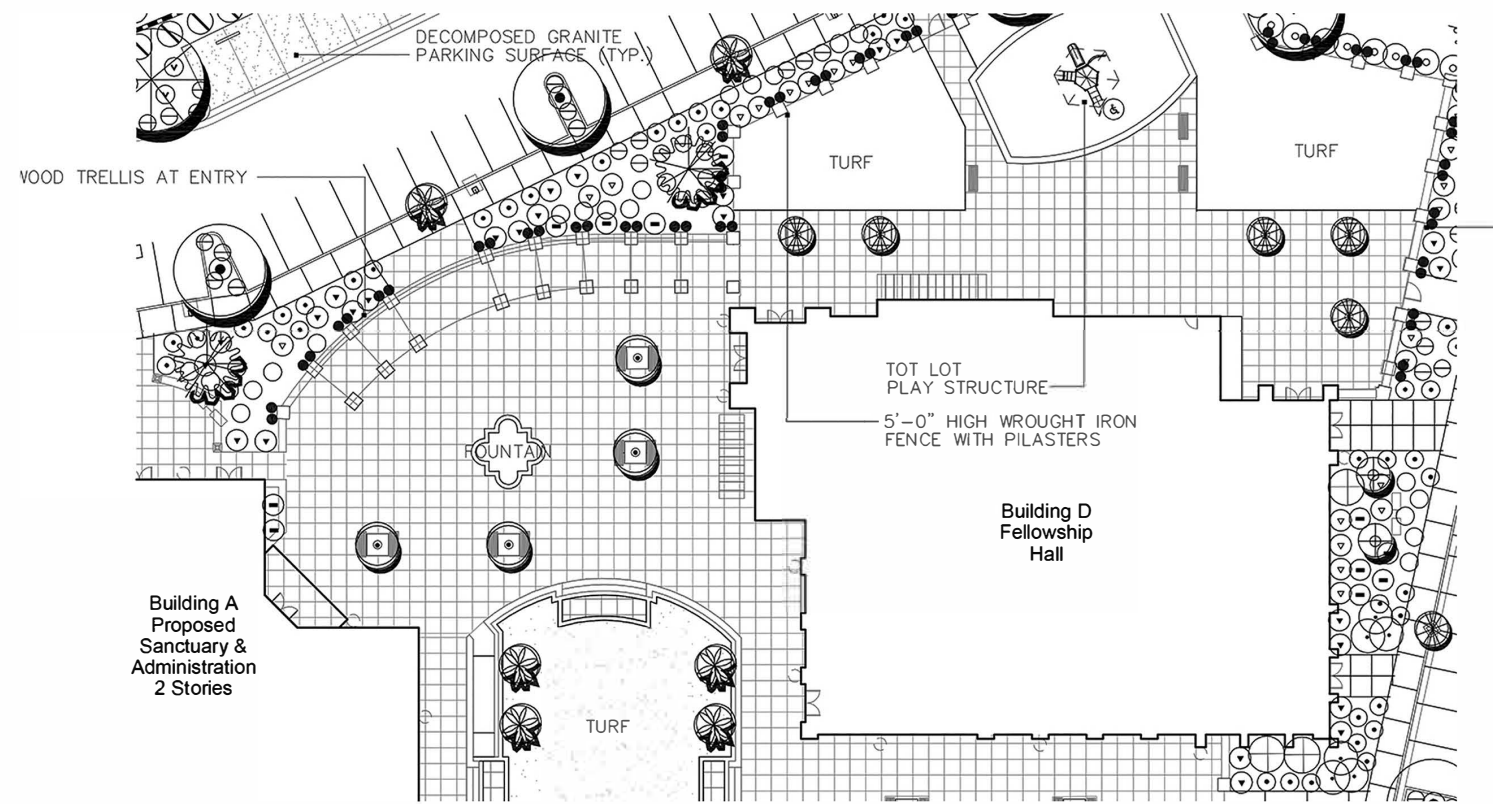 DECOMPOSED GRANITE
PARKING SURFACE (TYP.)
WOOD TRELLIS AT ENTRY
TURF
TURF
TOT LOT
PLAY STRUCTURE
5'-0" HIGH WROUGHT IRON
FENCE WITH PILASTERS
FOUNTAIN
Building D
Fellowship
Hall
Building A
Proposed
Sanctuary &
Administration
2 Stories
TURF